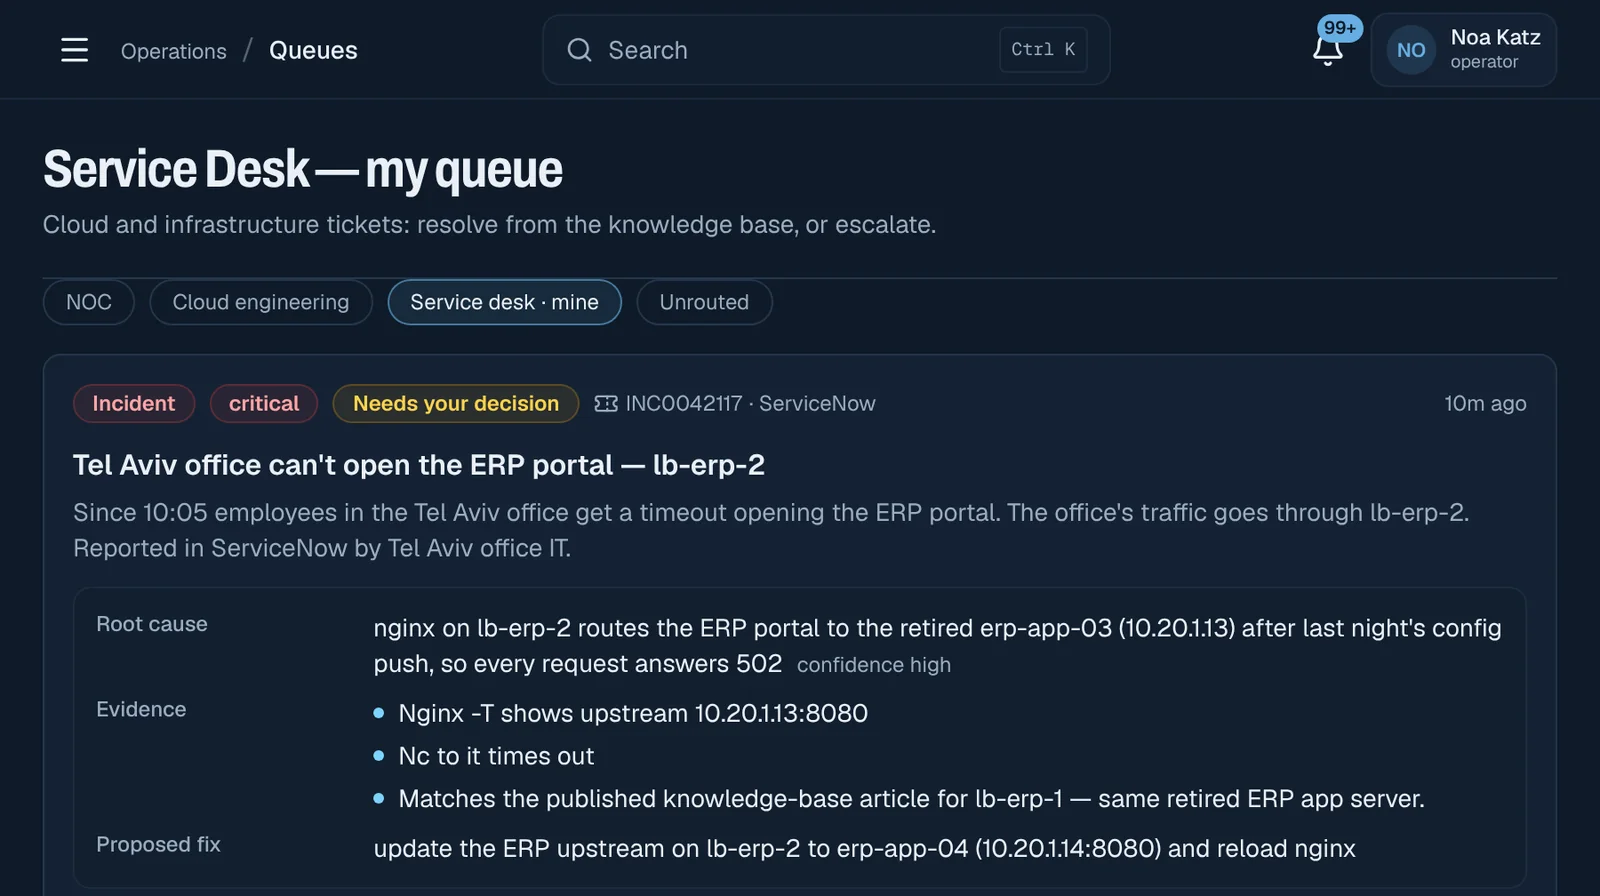 Operations / Queues
Search
Ctrl K
99+
NO
Noa Katz
operator
Service Desk — my queue
Cloud and infrastructure tickets: resolve from the knowledge base, or escalate.
NOC
Cloud engineering
Service desk · mine
Unrouted
Incident
critical
Needs your decision
INC0042117 · ServiceNow
10m ago
Tel Aviv office can't open the ERP portal — lb-erp-2
Since 10:05 employees in the Tel Aviv office get a timeout opening the ERP portal. The office's traffic goes through lb-erp-2.
Reported in ServiceNow by Tel Aviv office IT.
Root cause
nginx on lb-erp-2 routes the ERP portal to the retired erp-app-03 (10.20.1.13) after last night's config
push, so every request answers 502 confidence high
Evidence
Nginx -T shows upstream 10.20.1.13:8080
Nc to it times out
Matches the published knowledge-base article for lb-erp-1 — same retired ERP app server.
Proposed fix
update the ERP upstream on lb-erp-2 to erp-app-04 (10.20.1.14:8080) and reload nginx